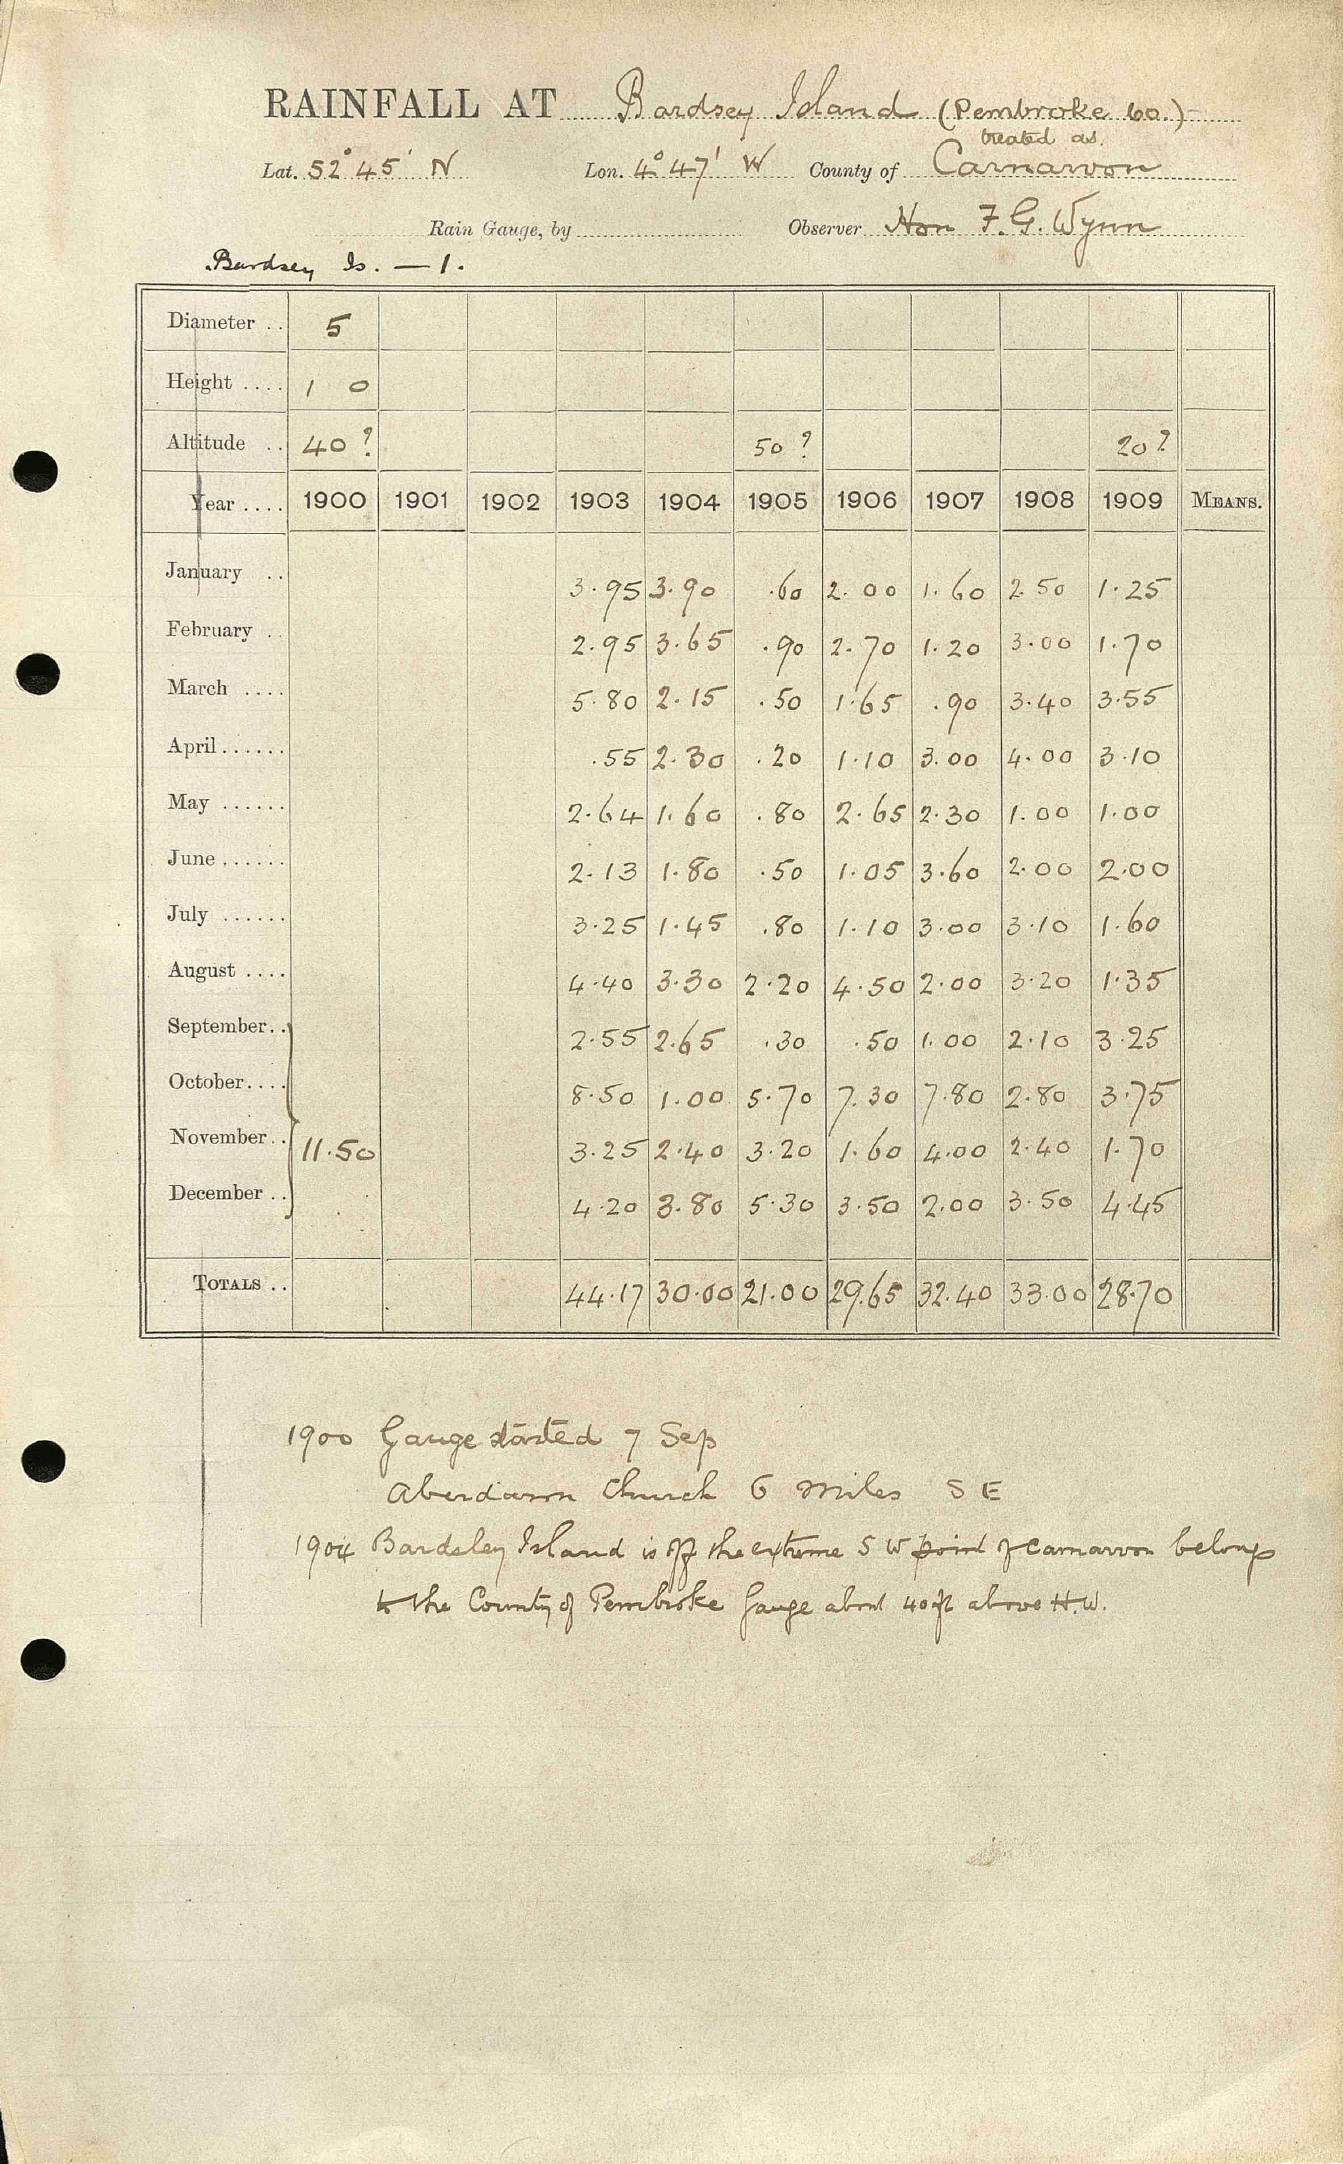 RAINFALL AT Bardsey Island (Pembroke Co.)
treated as
Lat. 52° 45' N Lon. 4° 47' W County of Carnarvon
Rain Gauge, by Observer Hon F. G. Wynn
Bardsey Is. — 1.
Diameter .. 5
Height .... 1 0
Altitude .. 40? 50? 20?
Year .... 1900 1901 1902 1903 1904 1905 1906 1907 1908 1909 MEANS.
January .. 3.95 3.90 .60 2.00 1.60 2.50 1.25
February .. 2.95 3.65 .90 2.70 1.20 3.00 1.70
March .... 5.80 2.15 .50 1.65 .90 3.40 3.55
April ...... .55 2.30 .20 1.10 3.00 4.00 3.10
May ...... 2.64 1.60 .80 2.65 2.30 1.00 1.00
June ...... 2.13 1.80 .50 1.05 3.60 2.00 2.00
July ...... 3.25 1.45 .80 1.10 3.00 3.10 1.60
August .... 4.40 3.30 2.20 4.50 2.00 3.20 1.35
September .. 2.55 2.65 .30 .50 1.00 2.10 3.25
October .... 8.50 1.00 5.70 7.30 7.80 2.80 3.75
November .. 11.50 3.25 2.40 3.20 1.60 4.00 2.40 1.70
December .. 4.20 3.80 5.30 3.50 2.00 3.50 4.45
TOTALS .. 44.17 30.00 21.00 29.65 32.40 33.00 28.70
1900 Gauge started 7 Sep
Aberdaron Church 6 miles S E
1904 Bardsley Island is off the extreme S W point of Carnarvon belongs
to the County of Pembroke Gauge about 40 ft above H.W.